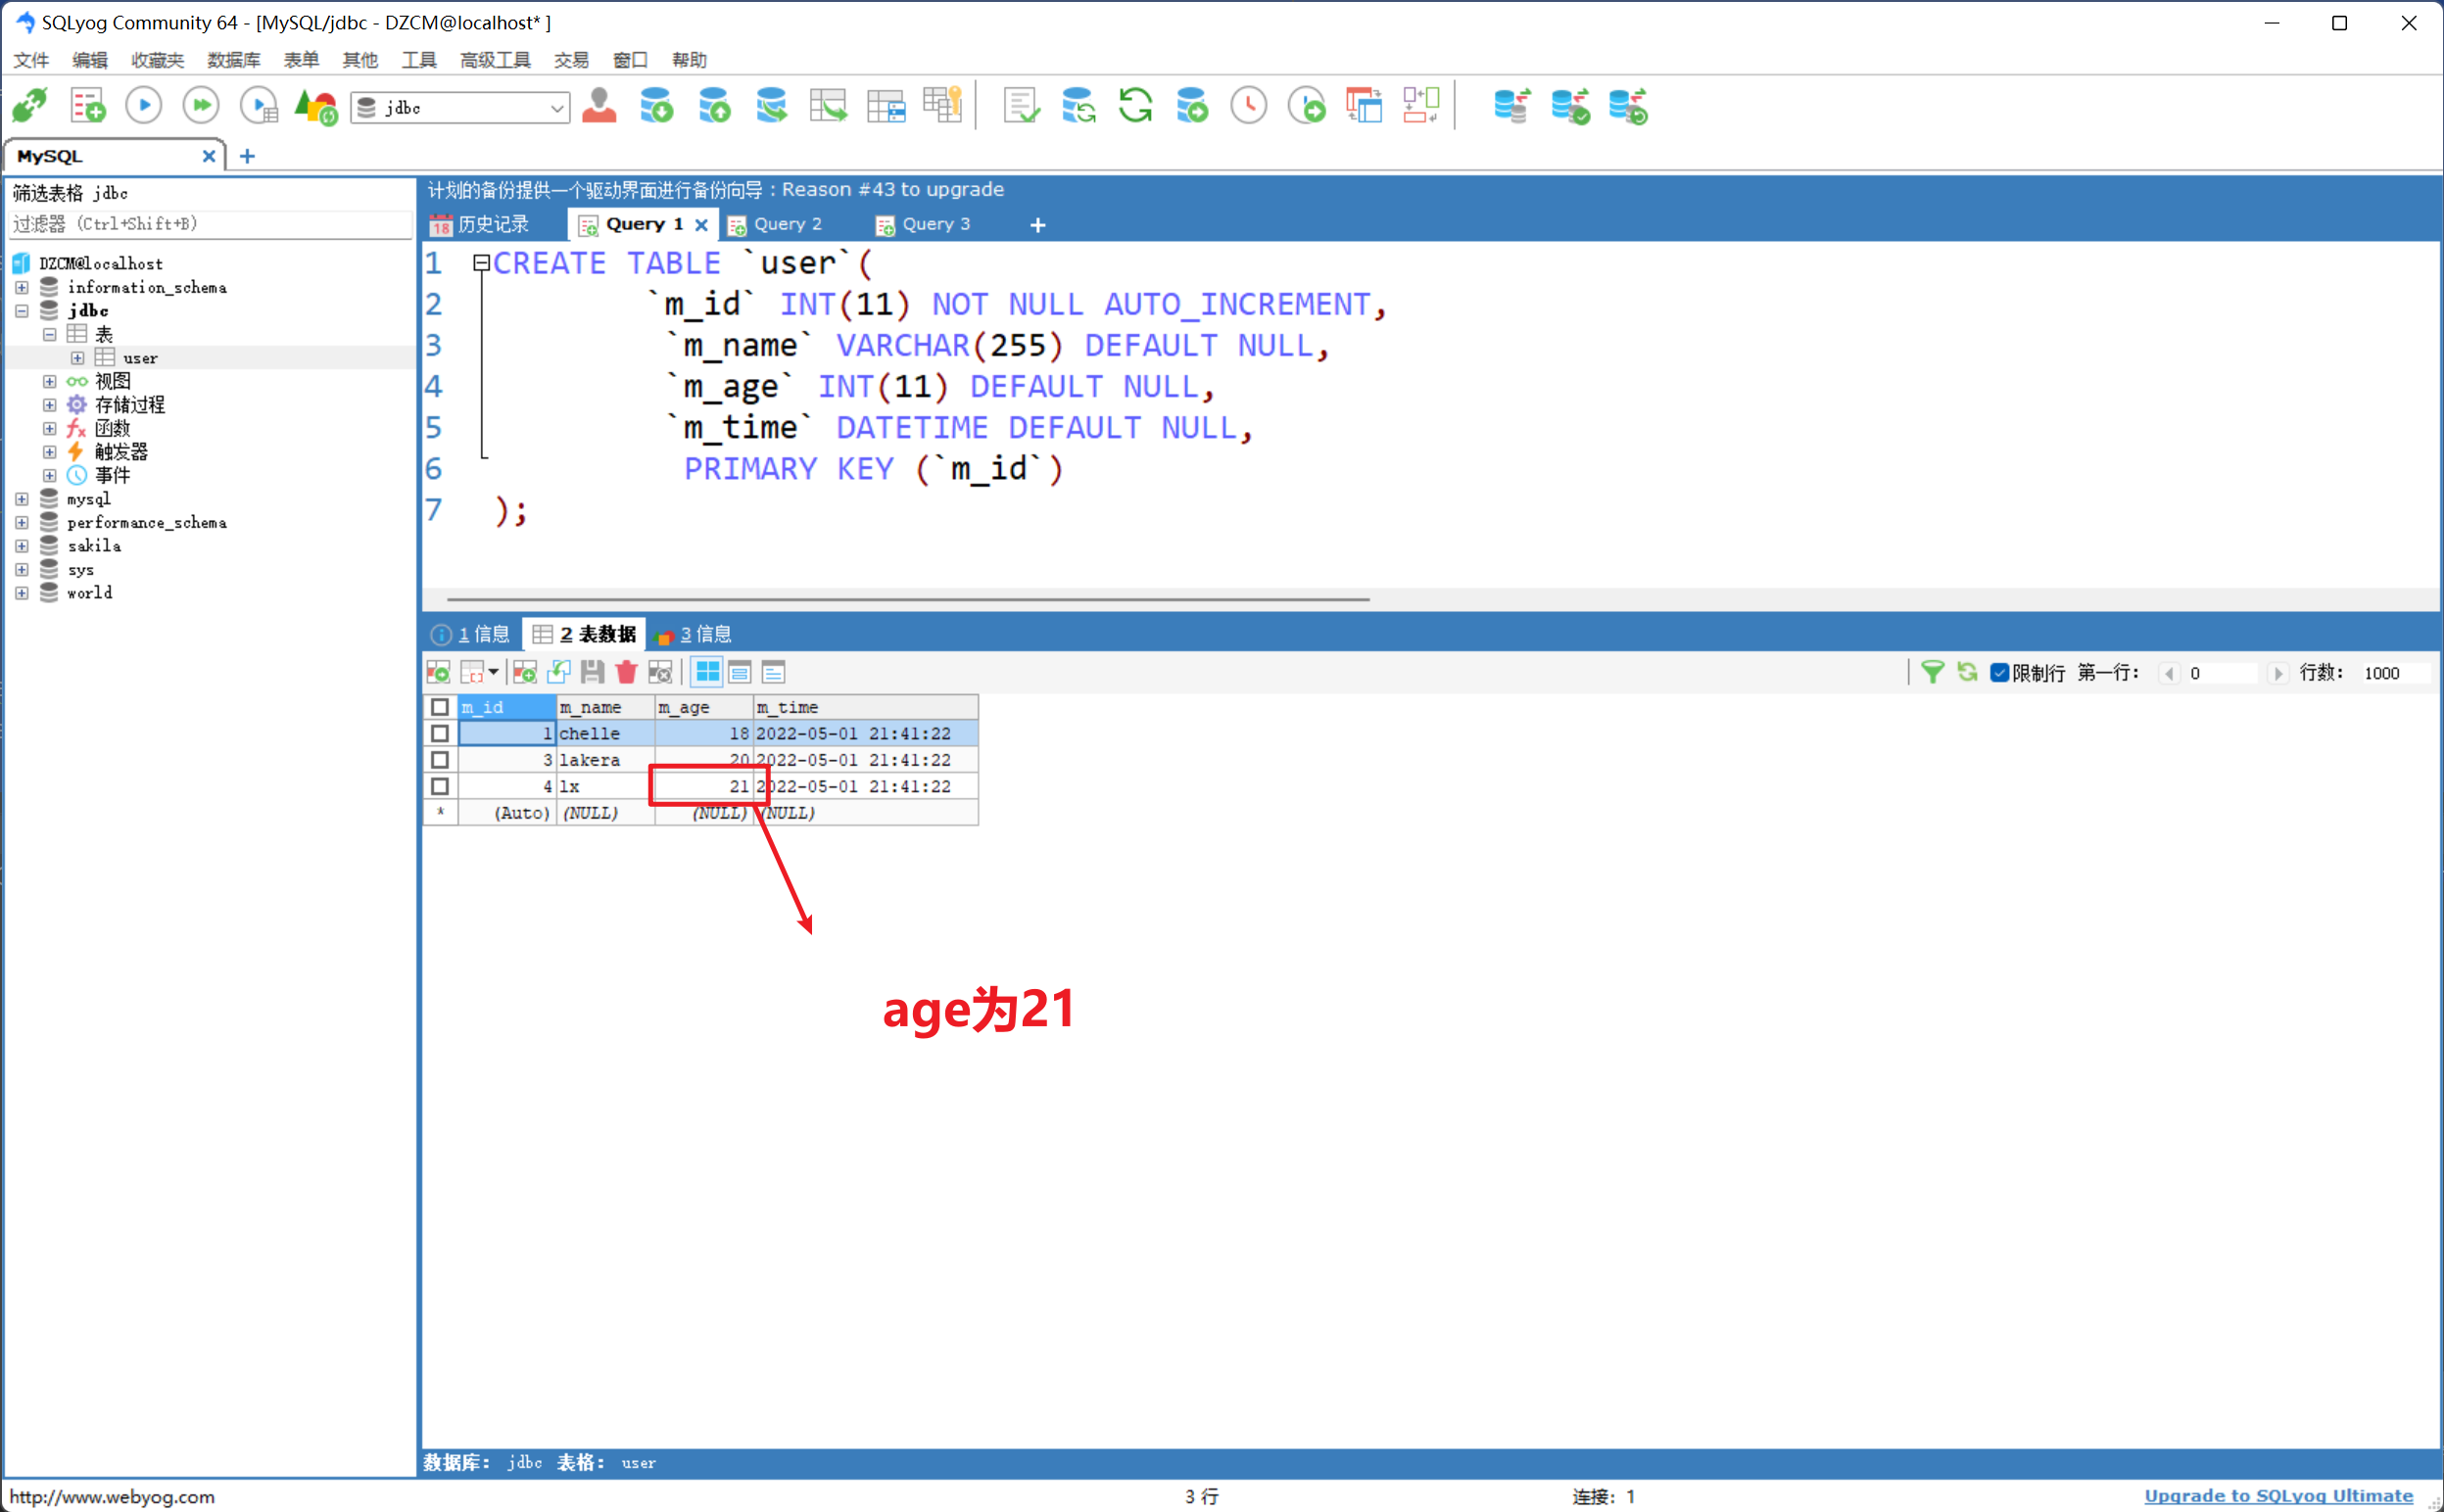 SQLyog Community 64 - [MySQL/jdbc - DZCM@localhost* ]
文件 编辑 收藏夹 数据库 表单 其他 工具 高级工具 交易 窗口 帮助
jdbc
MySQL
筛选表格 jdbc
过滤器 (Ctrl+Shift+B)
DZCM@localhost
information_schema
jdbc
表
user
视图
存储过程
函数
触发器
事件
mysql
performance_schema
sakila
sys
world
计划的备份提供一个驱动界面进行备份向导：Reason #43 to upgrade
18 历史记录 Query 1 Query 2 Query 3
1 CREATE TABLE `user`(
2 `m_id` INT(11) NOT NULL AUTO_INCREMENT,
3 `m_name` VARCHAR(255) DEFAULT NULL,
4 `m_age` INT(11) DEFAULT NULL,
5 `m_time` DATETIME DEFAULT NULL,
6 PRIMARY KEY (`m_id`)
7 );
1 信息 2 表数据 3 信息
限制行 第一行: 0 行数: 1000
m_id m_name m_age m_time
1 chelle 18 2022-05-01 21:41:22
3 lakera 20 2022-05-01 21:41:22
4 lx 21 2022-05-01 21:41:22
* (Auto) (NULL) (NULL) (NULL)
age为21
数据库: jdbc 表格: user
http://www.webyog.com 3 行 连接: 1 Upgrade to SQLyog Ultimate